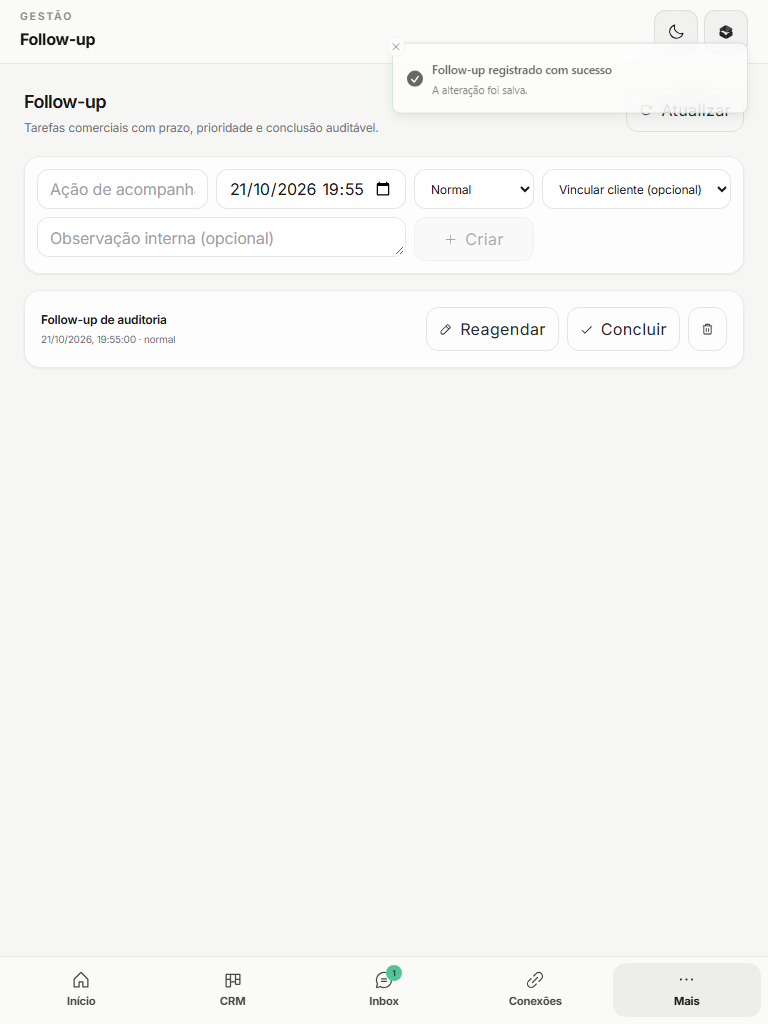 GESTÃO
Follow-up
Follow-up registrado com sucesso
A alteração foi salva.
Follow-up
Atualizar
Tarefas comerciais com prazo, prioridade e conclusão auditável.
Ação de acompanh
21/10/2026 19:55
Normal
Vincular cliente (opcional)
Observação interna (opcional)
+ Criar
Follow-up de auditoria
21/10/2026, 19:55:00 · normal
Reagendar
Concluir
1
Início
CRM
Inbox
Conexões
Mais